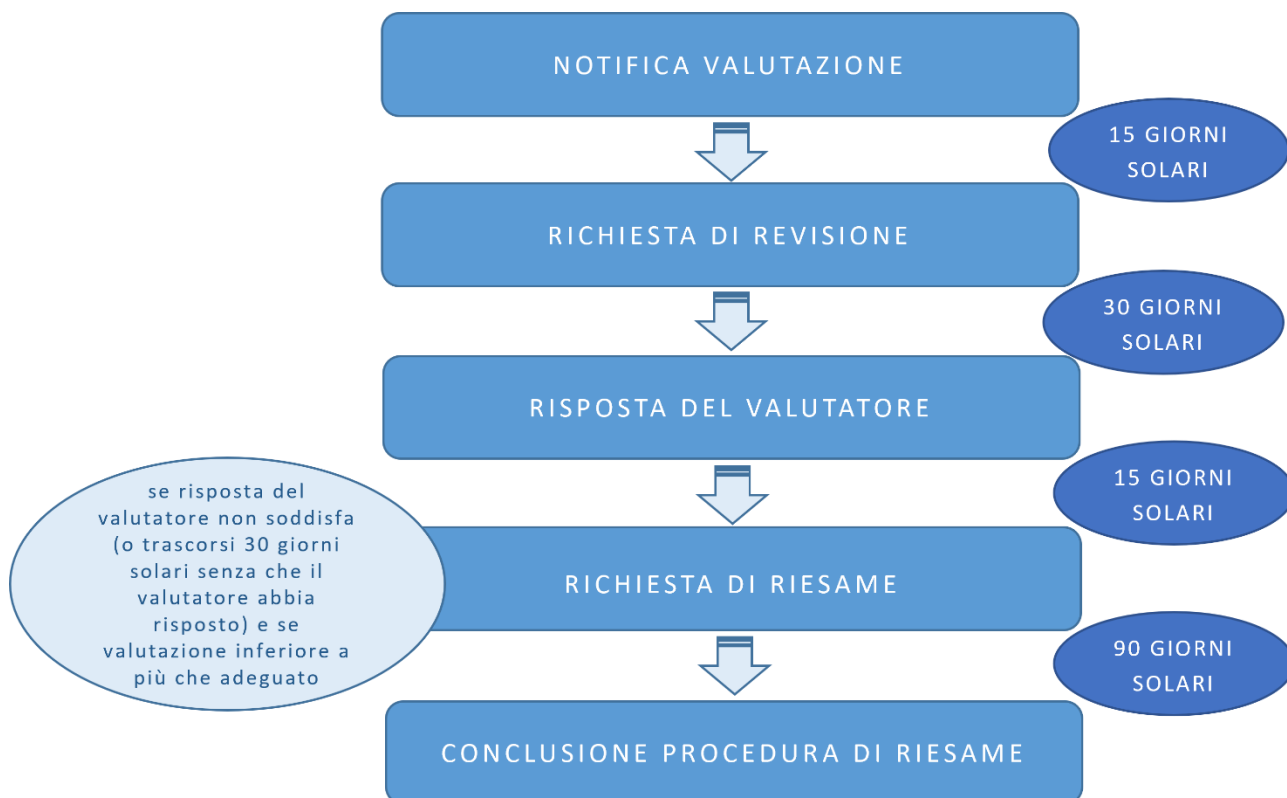 NOTIFICA VALUTAZIONE
15 GIORNI
SOLARI
RICHIESTA DI REVISIONE
30 GIORNI
SOLARI
RISPOSTA DEL VALUTATORE
15 GIORNI
SOLARI
se risposta del
valutatore non soddisfa
(o trascorsi 30 giorni
solari senza che il
valutatore abbia
risposto) e se
valutazione inferiore a
più che adeguato
RICHIESTA DI RIESAME
90 GIORNI
SOLARI
CONCLUSIONE PROCEDURA DI RIESAME